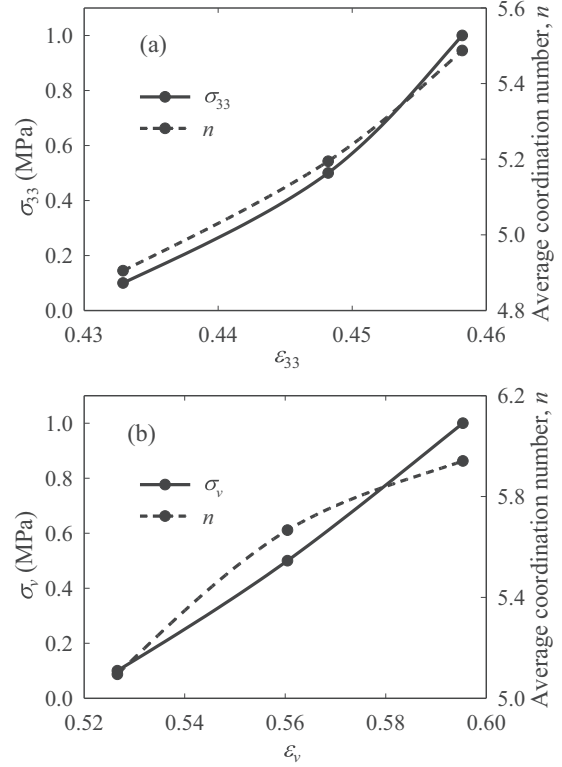 (a)
σ33
n
σ33 (MPa)
1.0
0.8
0.6
0.4
0.2
0.0
Average coordination number, n
5.6
5.4
5.2
5.0
4.8
0.43
0.44
0.45
0.46
ε33
(b)
σv
n
σv (MPa)
1.0
0.8
0.6
0.4
0.2
0.0
Average coordination number, n
6.2
5.8
5.4
5.0
0.52
0.54
0.56
0.58
0.60
εv